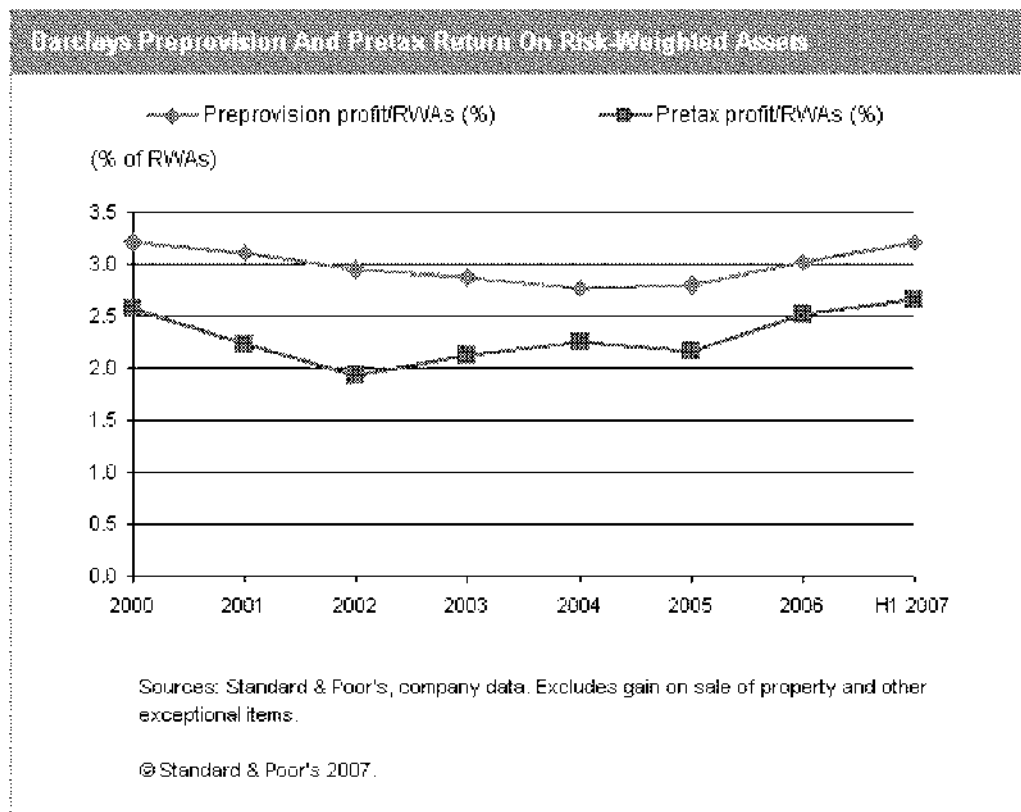 Barclays Preprovision And Pretax Return On Risk-Weighted Assets
Preprovision profit/RWAs (%) Pretax profit/RWAs (%)
(% of RWAs)
3.5
3.0
2.5
2.0
1.5
1.0
0.5
0.0
2000 2001 2002 2003 2004 2005 2006 H1 2007
Sources: Standard & Poor's, company data. Excludes gain on sale of property and other
exceptional items.
© Standard & Poor's 2007.